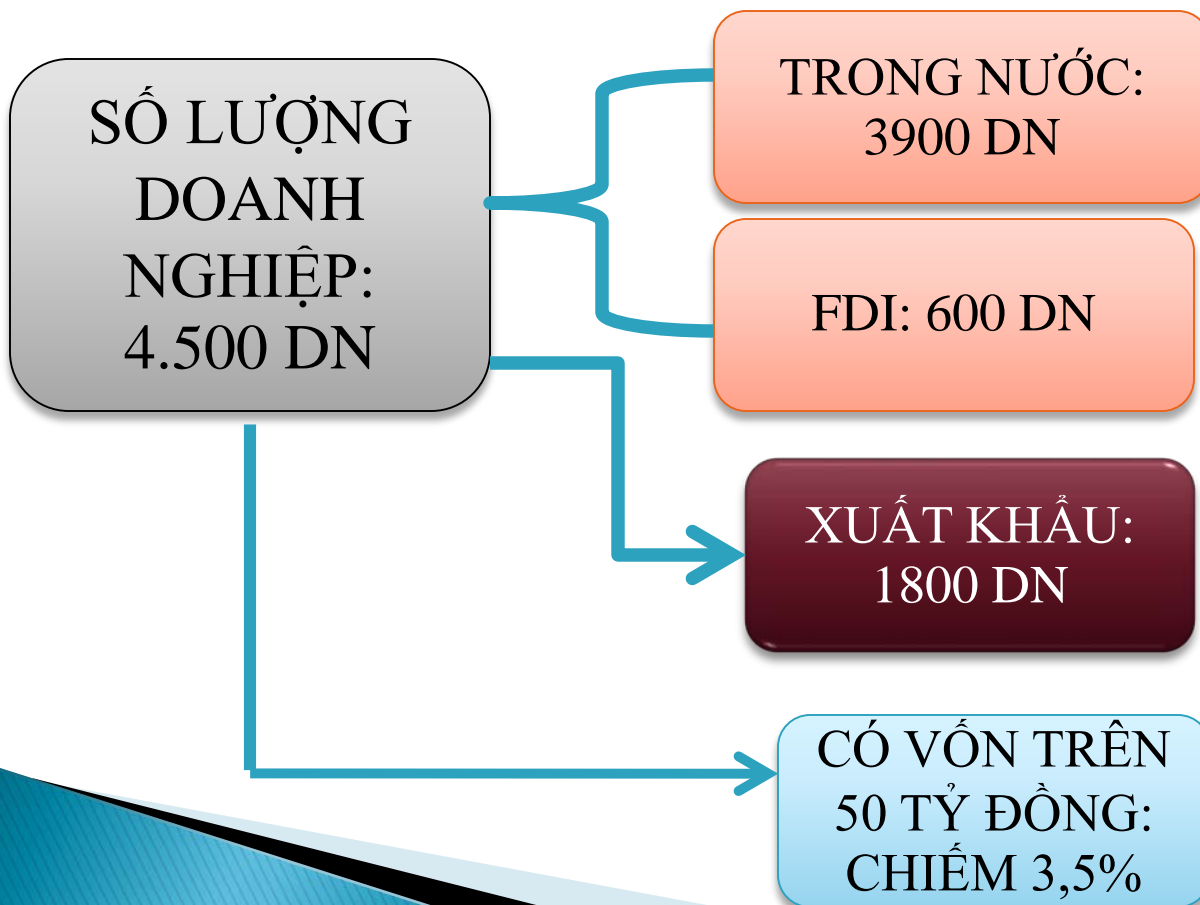 SỐ LƯỢNG
DOANH
NGHIỆP:
4.500 DN
TRONG NƯỚC:
3900 DN
FDI: 600 DN
XUẤT KHẨU:
1800 DN
CÓ VỐN TRÊN
50 TỶ ĐỒNG:
CHIẾM 3,5%